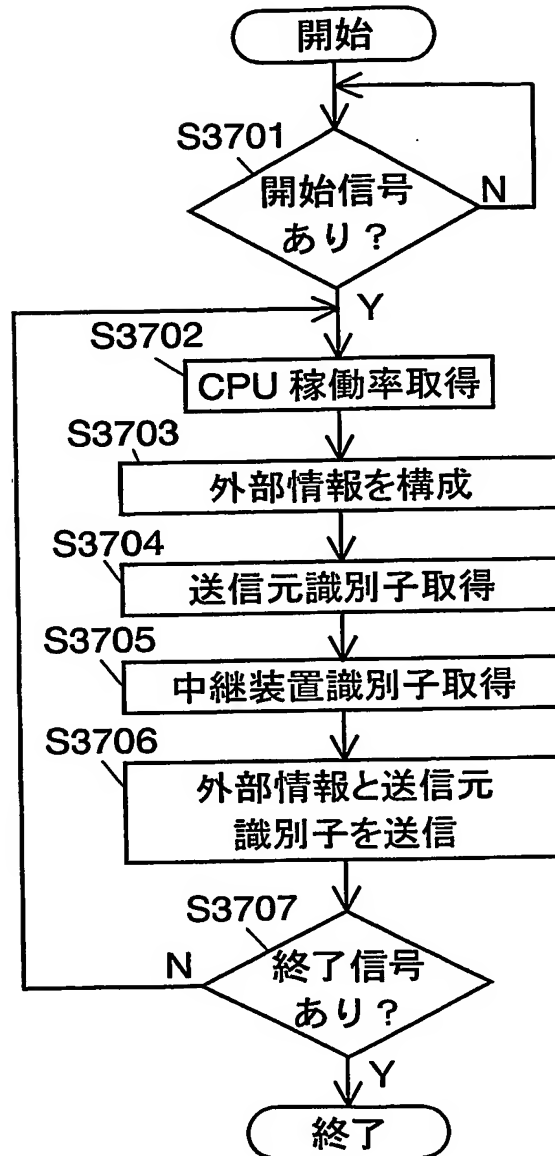 開始
S3701
開始信号
あり？
N
Y
S3702
CPU 稼働率取得
S3703
外部情報を構成
S3704
送信元識別子取得
S3705
中継装置識別子取得
S3706
外部情報と送信元
識別子を送信
S3707
N
終了信号
あり？
Y
終了